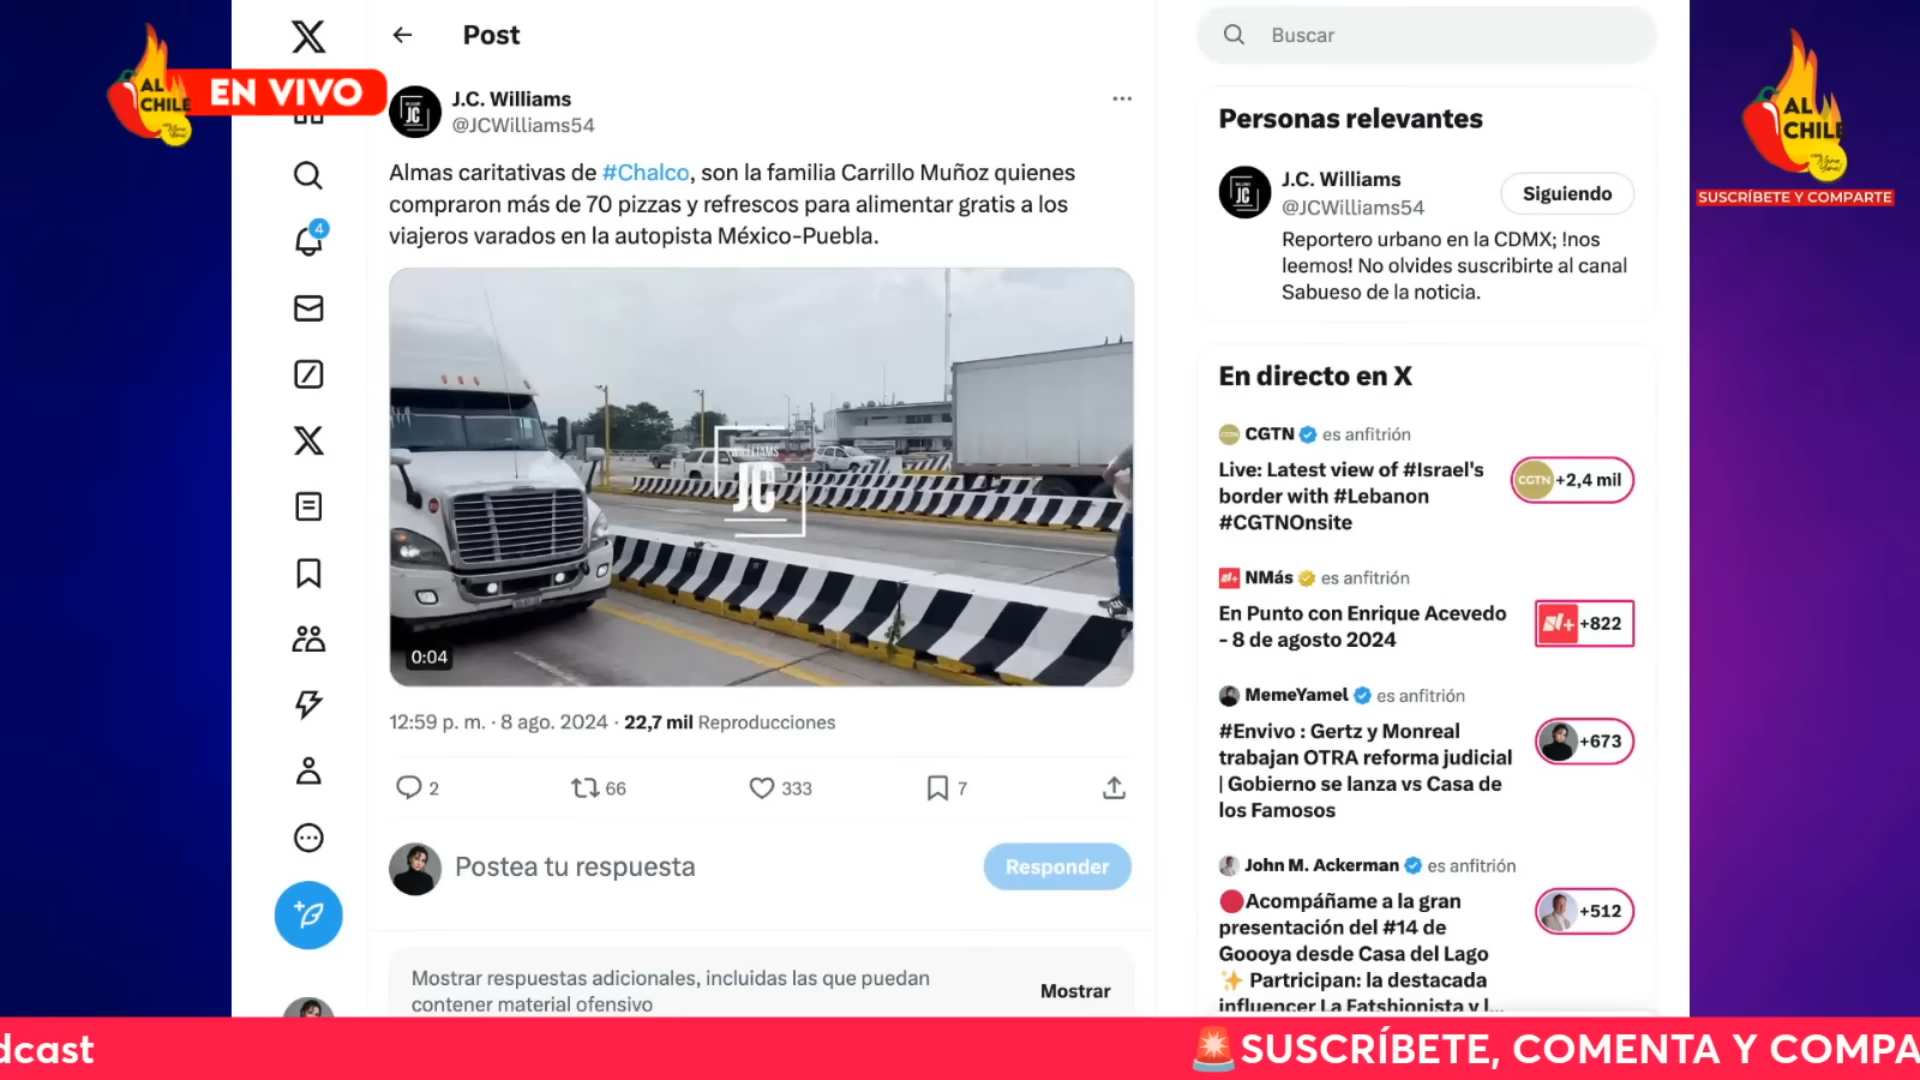 AL
CHILE
EN VIVO
Post
J.C. Williams
@JCWilliams54
Almas caritativas de #Chalco, son la familia Carrillo Muñoz quienes
compraron más de 70 pizzas y refrescos para alimentar gratis a los
viajeros varados en la autopista México-Puebla.
WILLIAMS
JC
0:04
12:59 p. m. · 8 ago. 2024 · 22,7 mil Reproducciones
2
66
333
7
Postea tu respuesta
Responder
Mostrar respuestas adicionales, incluidas las que puedan
contener material ofensivo
Mostrar
4
Buscar
Personas relevantes
J.C. Williams
@JCWilliams54
Siguiendo
Reportero urbano en la CDMX; !nos
leemos! No olvides suscribirte al canal
Sabueso de la noticia.
En directo en X
CGTN es anfitrión
Live: Latest view of #Israel's
border with #Lebanon
#CGTNOnsite
CGTN +2,4 mil
NMás es anfitrión
En Punto con Enrique Acevedo
- 8 de agosto 2024
+822
MemeYamel es anfitrión
#Envivo : Gertz y Monreal
trabajan OTRA reforma judicial
| Gobierno se lanza vs Casa de
los Famosos
+673
John M. Ackerman es anfitrión
🔴Acompáñame a la gran
presentación del #14 de
Goooya desde Casa del Lago
✨ Partricipan: la destacada
influencer La Fatshionista y l...
+512
AL
CHILE
SUSCRÍBETE Y COMPARTE
dcast
🚨SUSCRÍBETE, COMENTA Y COMPA